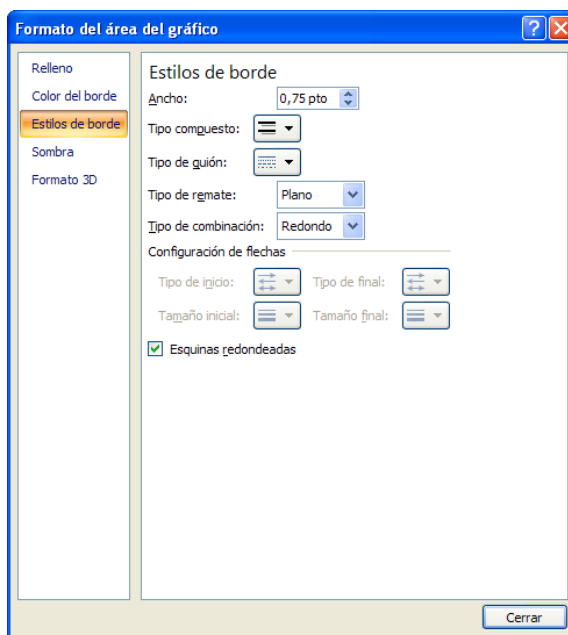 Formato del área del gráfico
Relleno
Color del borde
Estilos de borde
Sombra
Formato 3D
Estilos de borde
Ancho: 0,75 pto
Tipo compuesto:
Tipo de guión:
Tipo de remate: Plano
Tipo de combinación: Redondo
Configuración de flechas
Tipo de inicio: Tipo de final:
Tamaño inicial: Tamaño final:
Esquinas redondeadas
Cerrar